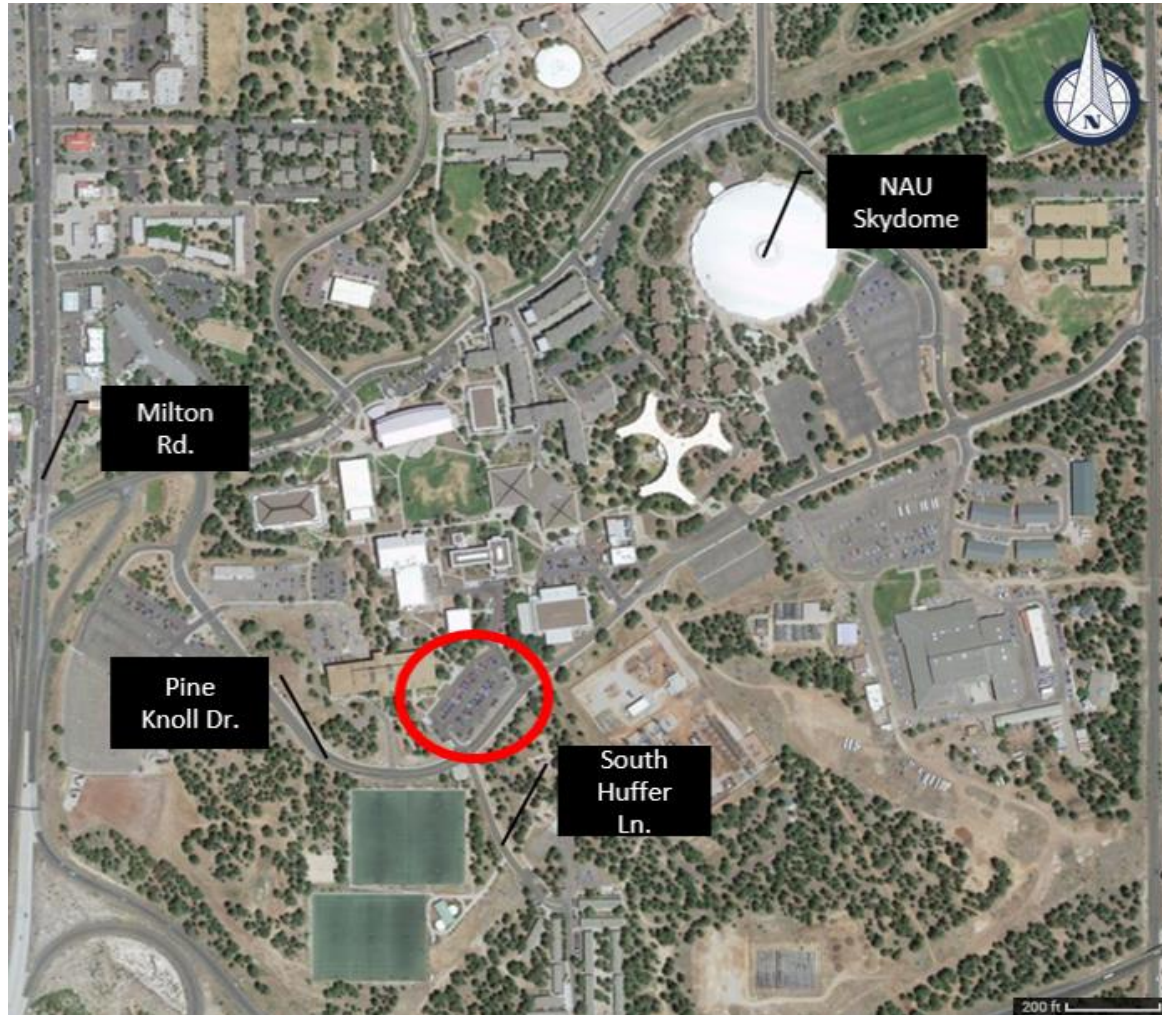 N
NAU
Skydome
Milton
Rd.
Pine
Knoll Dr.
South
Huffer
Ln.
200 ft